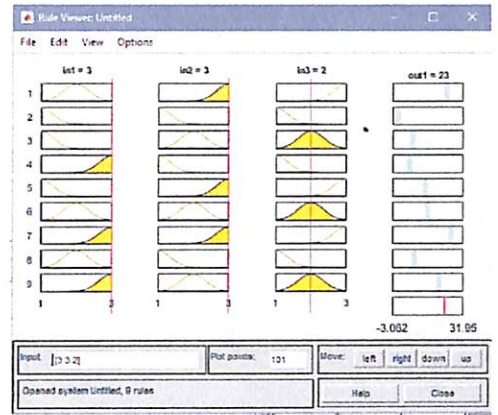 Rule Viewer: Untitled
File Edit View Options
in1 = 3 in2 = 3 in3 = 2 out1 = 23
1
2
3
4
5
6
7
8
9
1 3 1 3 1 3
-3.062 31.95
Input: [3 3 2] Plot points: 101 Move: left right down up
Opened system Untitled, 9 rules Help Close